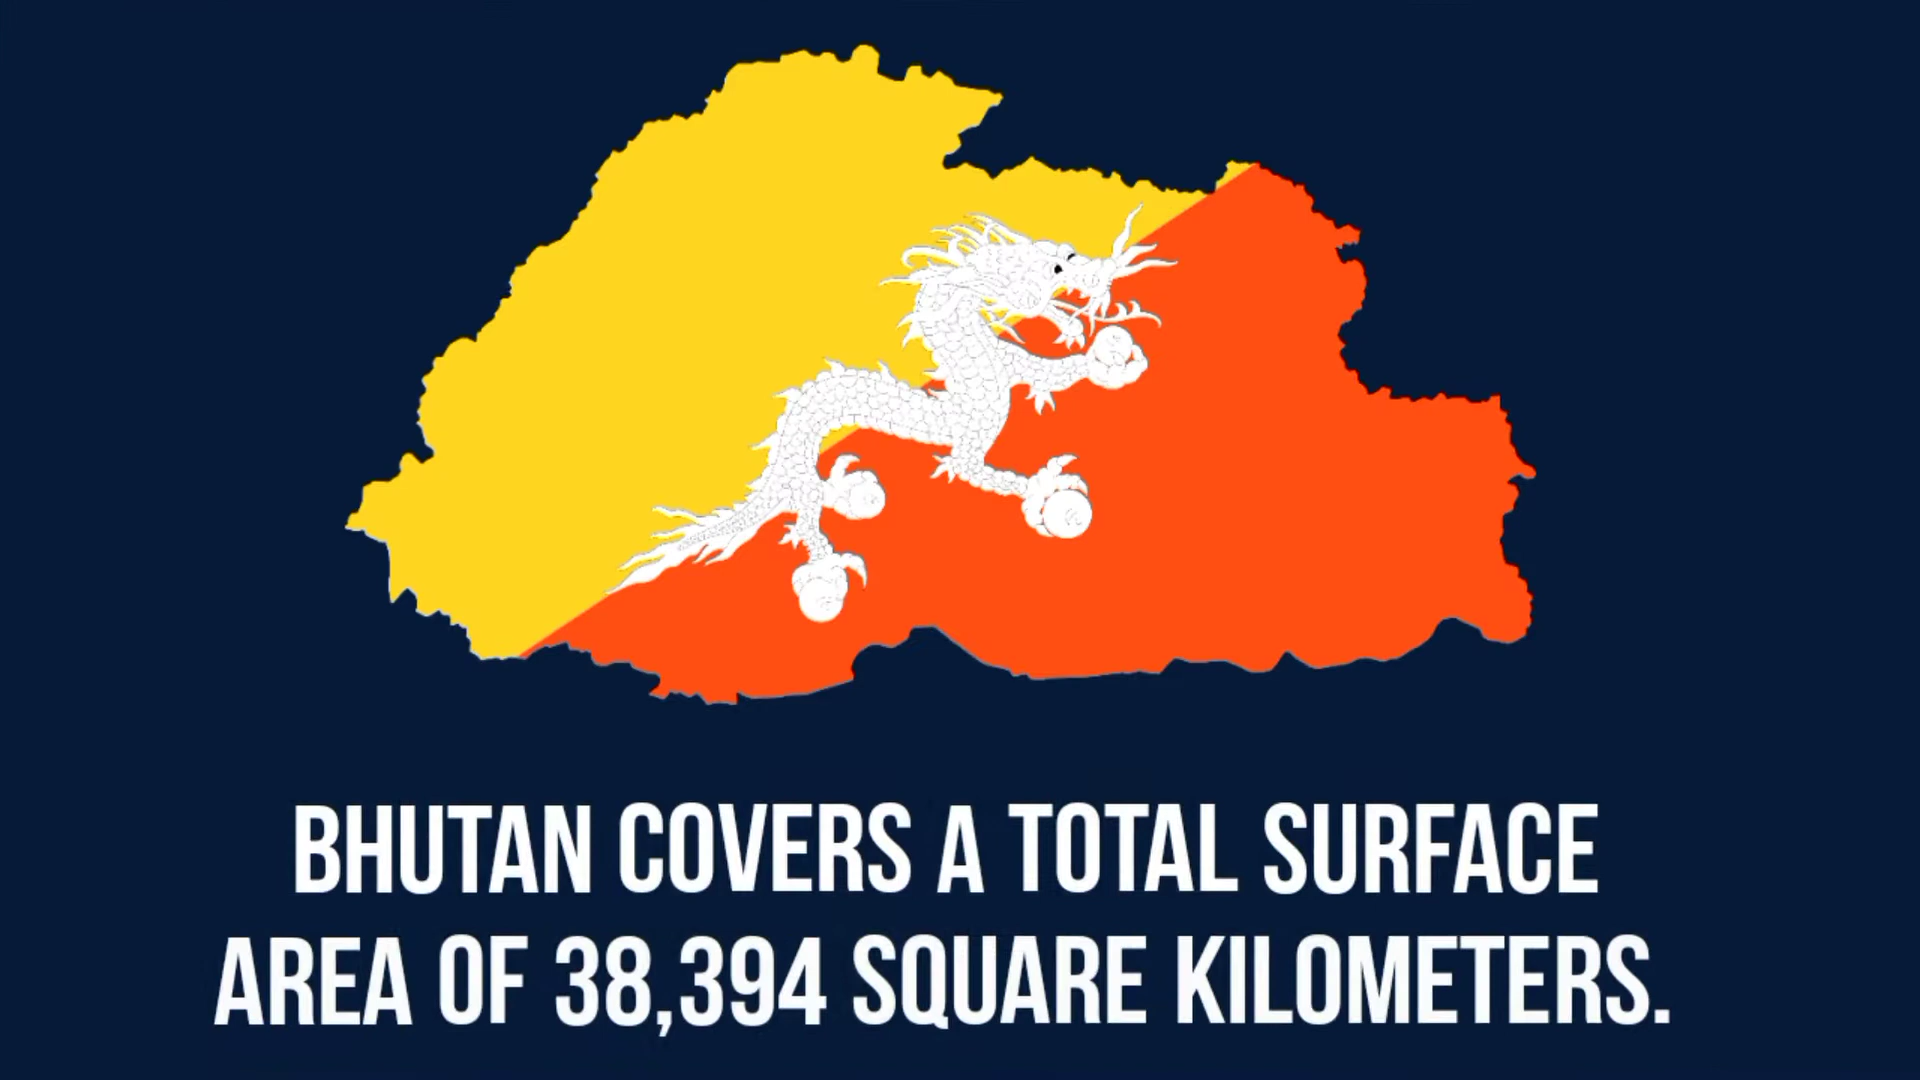 BHUTAN COVERS A TOTAL SURFACE
AREA OF 38,394 SQUARE KILOMETERS.